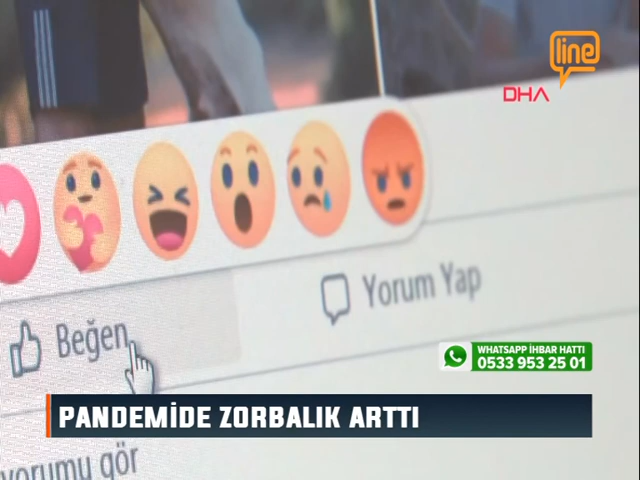 line
DHA
Yorum Yap
Beğen
WHATSAPP İHBAR HATTI
0533 953 25 01
PANDEMİDE ZORBALIK ARTTI
yorumu gör